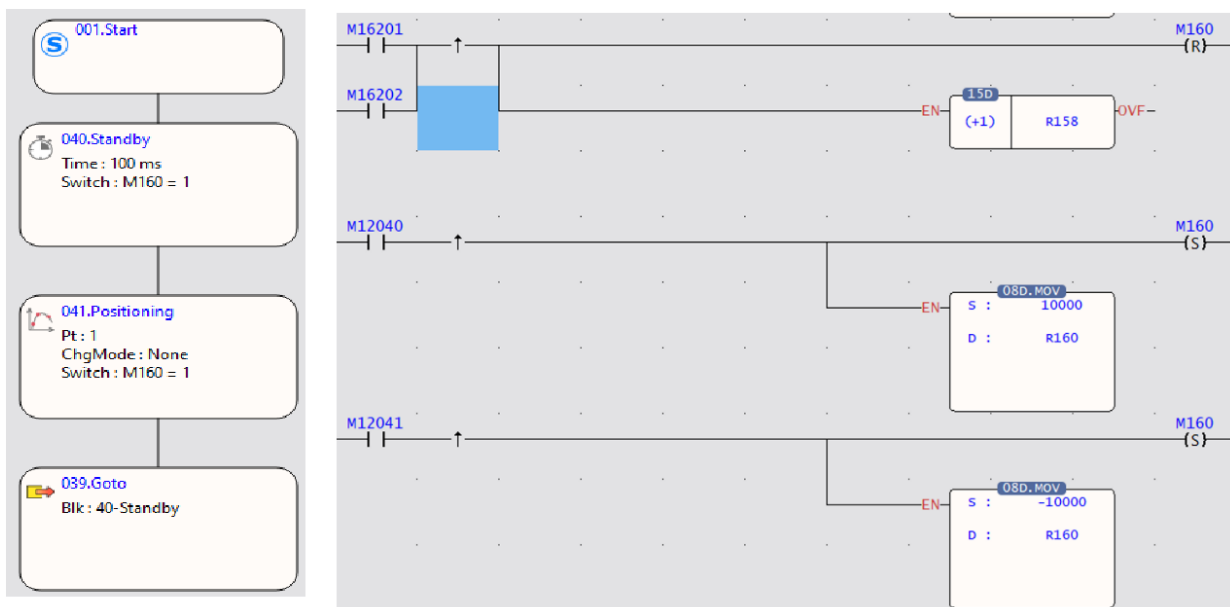 001.Start
040.Standby
Time : 100 ms
Switch : M160 = 1
041.Positioning
Pt : 1
ChgMode : None
Switch : M160 = 1
039.Goto
Blk : 40-Standby
M16201
M160
(R)
M16202
EN
15D
(+1)
R158
OVF
M12040
M160
(S)
EN
08D.MOV
S : 10000
D : R160
M12041
M160
(S)
EN
08D.MOV
S : -10000
D : R160